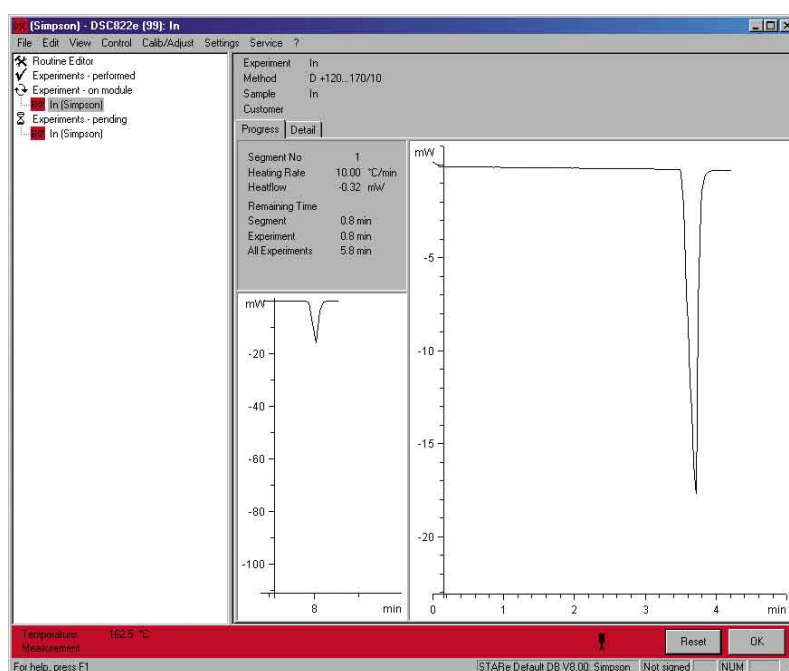 DSC (Simpson) - DSC822e (99): In
File Edit View Control Calib/Adjust Settings Service ?
Routine Editor
Experiments - performed
Experiment - on module
In (Simpson)
Experiments - pending
In (Simpson)
Experiment In
Method D +120...170/10
Sample In
Customer
Progress Detail
Segment No 1
Heating Rate 10.00 °C/min
Heatflow -0.32 mW
Remaining Time
Segment 0.8 min
Experiment 0.8 min
All Experiments 5.8 min
mW
-20
-40
-60
-80
-100
8 min
mW
-5
-10
-15
-20
0 1 2 3 4 min
Temperature 162.5 °C
Measurement
Reset OK
For help, press F1
STARe Default DB V8.00: Simpson Not signed NUM